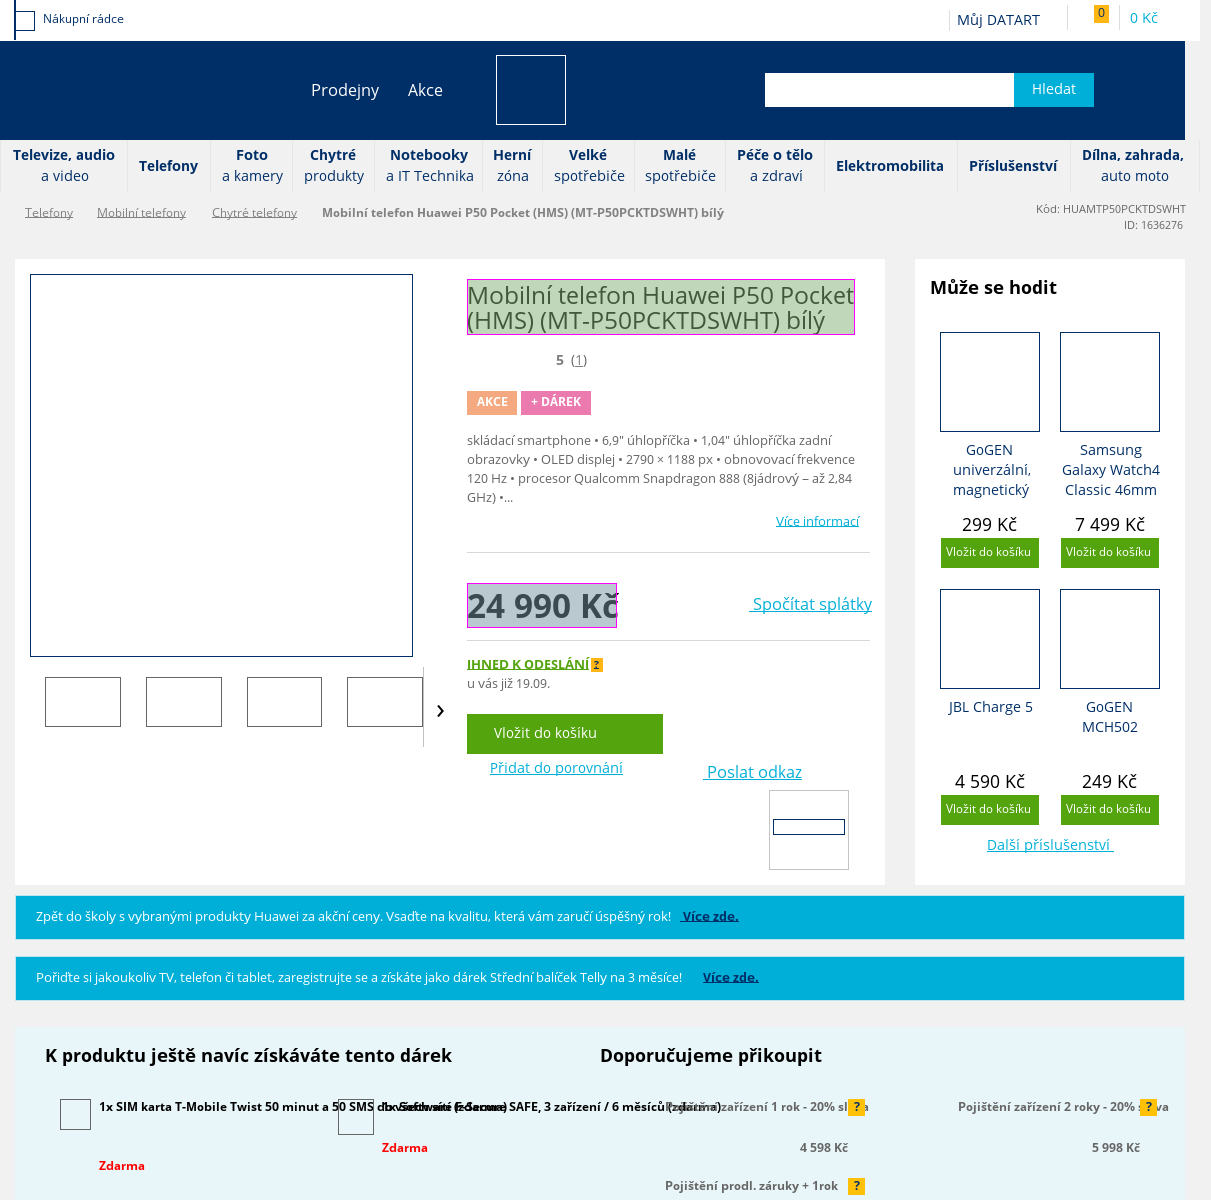 Nákupní rádce
Můj DATART
0
0 Kč
Prodejny
Akce
Hledat
Televize, audio
a video
Telefony
Foto
a kamery
Chytré
produkty
Notebooky
a IT Technika
Herní
zóna
Velké
spotřebiče
Malé
spotřebiče
Péče o tělo
a zdraví
Elektromobilita
Příslušenství
Dílna, zahrada,
auto moto
Telefony
Mobilní telefony
Chytré telefony
Mobilní telefon Huawei P50 Pocket (HMS) (MT-P50PCKTDSWHT) bílý
Kód: HUAMTP50PCKTDSWHT
ID: 1636276
Mobilní telefon Huawei P50 Pocket
(HMS) (MT-P50PCKTDSWHT) bílý
5 (1)
AKCE
+ DÁREK
skládací smartphone • 6,9" úhlopříčka • 1,04" úhlopříčka zadní
obrazovky • OLED displej • 2790 × 1188 px • obnovovací frekvence
120 Hz • procesor Qualcomm Snapdragon 888 (8jádrový – až 2,84
GHz) •...
Více informací
24 990 Kč
Spočítat splátky
IHNED K ODESLÁNÍ ?
u vás již 19.09.
Vložit do košíku
Přidat do porovnání
Poslat odkaz
Může se hodit
GoGEN
univerzální,
magnetický
299 Kč
Vložit do košíku
Samsung
Galaxy Watch4
Classic 46mm
7 499 Kč
Vložit do košíku
JBL Charge 5
4 590 Kč
Vložit do košíku
GoGEN
MCH502
249 Kč
Vložit do košíku
Další příslušenství
Zpět do školy s vybranými produkty Huawei za akční ceny. Vsaďte na kvalitu, která vám zaručí úspěšný rok! Více zde.
Pořiďte si jakoukoliv TV, telefon či tablet, zaregistrujte se a získáte jako dárek Střední balíček Telly na 3 měsíce! Více zde.
K produktu ještě navíc získáváte tento dárek
1x SIM karta T-Mobile Twist 50 minut a 50 SMS do všech sítí (zdarma)
Zdarma
1x Software F-Secure SAFE, 3 zařízení / 6 měsíců (zdarma)
Zdarma
Doporučujeme přikoupit
Pojištění zařízení 1 rok - 20% sleva
?
4 598 Kč
Pojištění zařízení 2 roky - 20% sleva
?
5 998 Kč
Pojištění prodl. záruky + 1rok
?